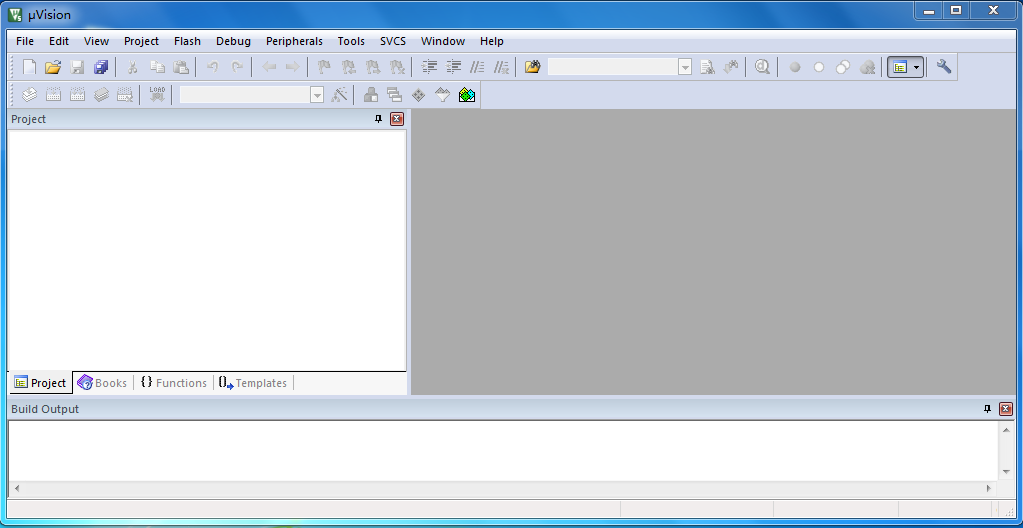 µVision
File Edit View Project Flash Debug Peripherals Tools SVCS Window Help
LOAD
Project
Project Books {} Functions Templates
Build Output